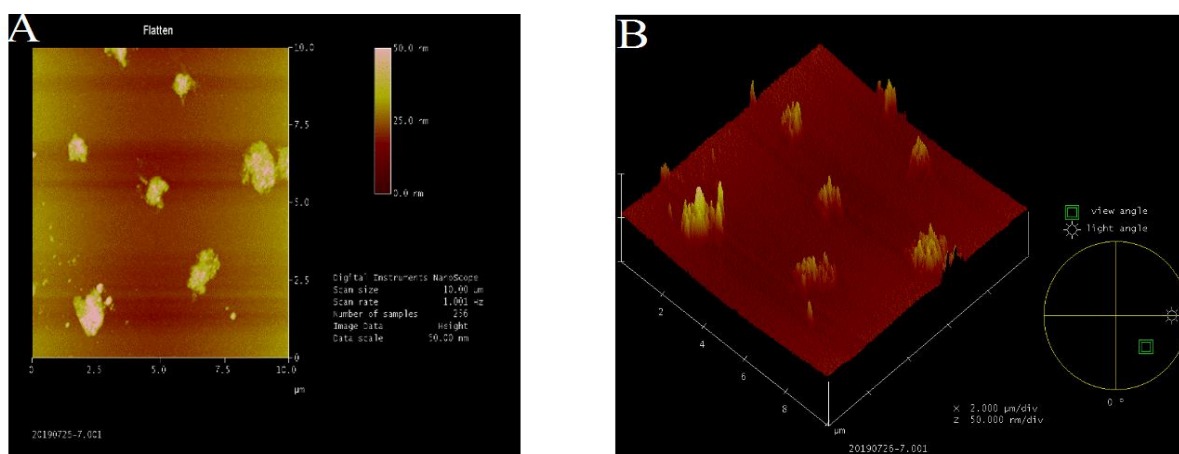 A
Flatten
10.0
50.0 nm
7.5
25.0 nm
5.0
0.0 nm
2.5
0
0
2.5
5.0
7.5
10.0
μm
Digital Instruments NanoScope
Scan size 10.00 μm
Scan rate 1.001 Hz
Number of samples 256
Image Data Height
Data scale 50.00 nm
20190726-7.001
B
view angle
light angle
2
4
6
8
μm
0 °
X 2.000 μm/div
Z 50.000 nm/div
20190726-7.001